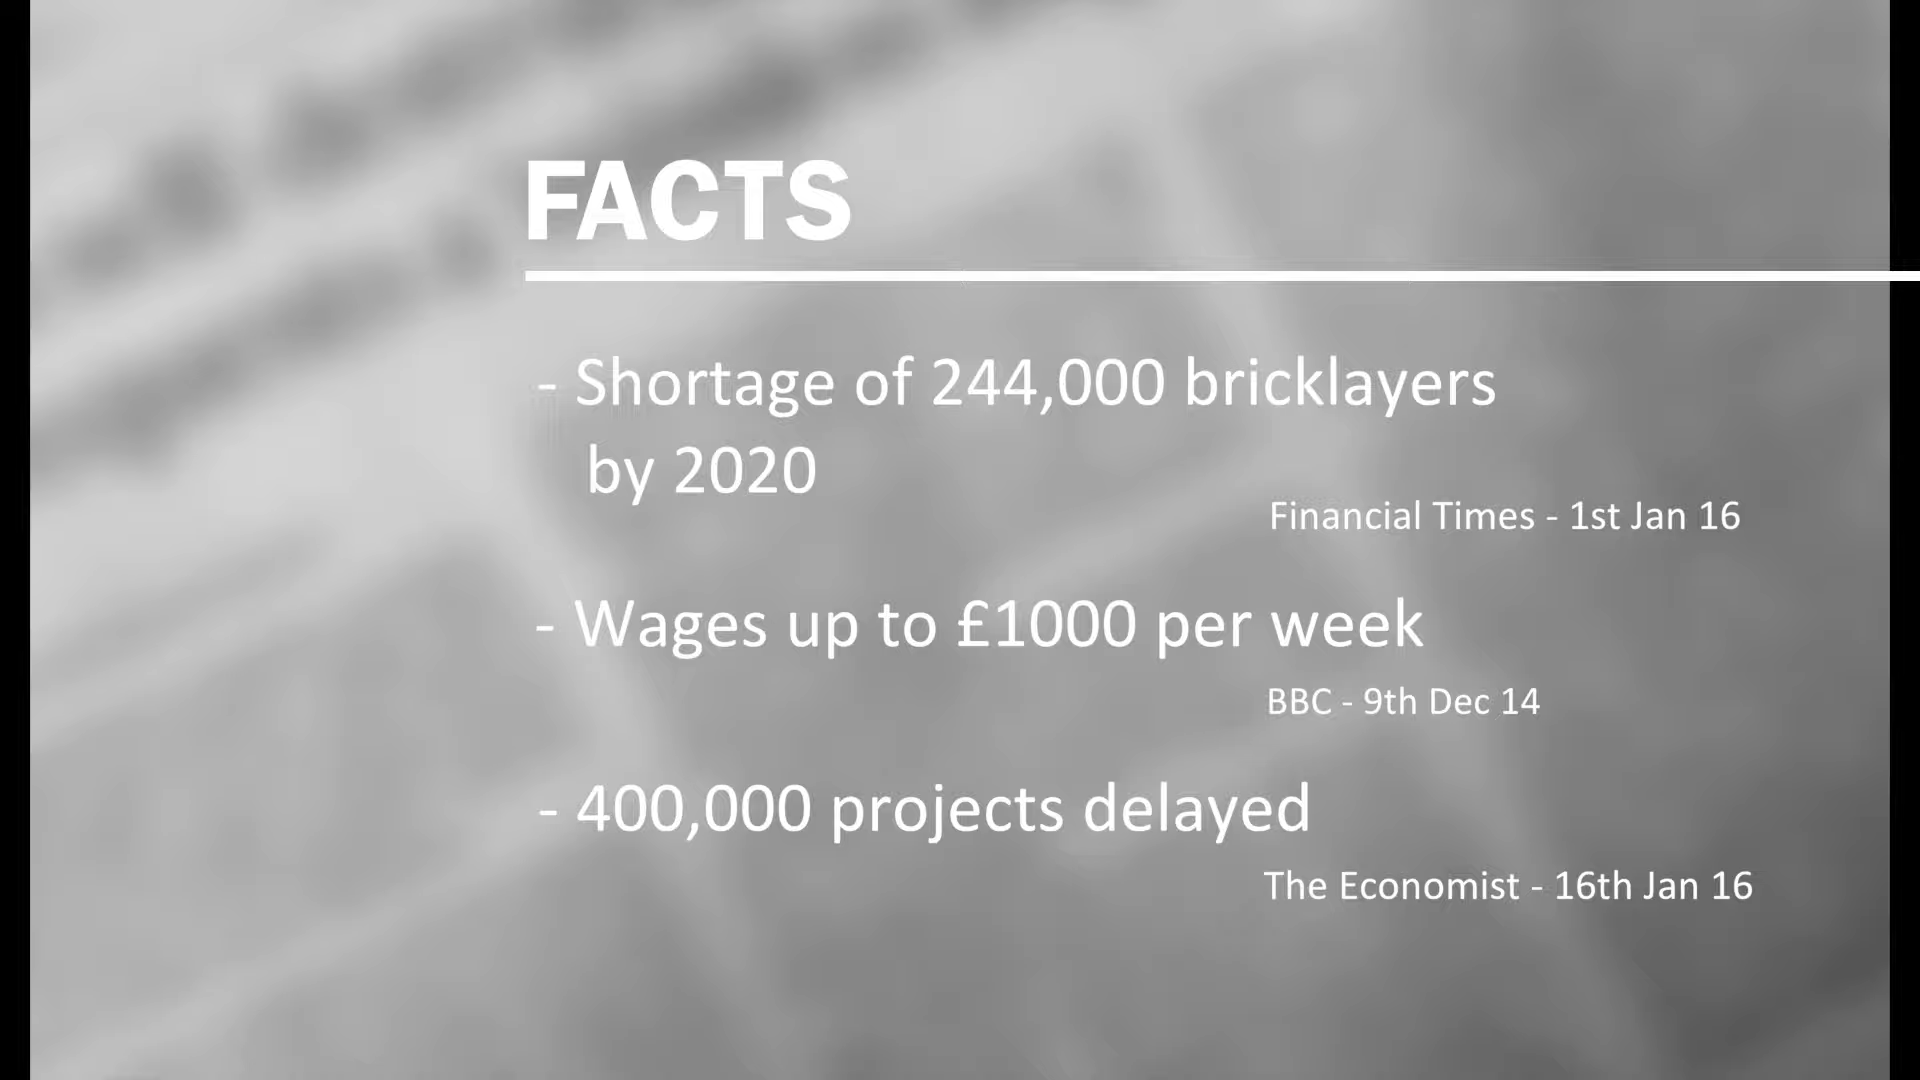 FACTS
- Shortage of 244,000 bricklayers
by 2020
Financial Times - 1st Jan 16
- Wages up to £1000 per week
BBC - 9th Dec 14
- 400,000 projects delayed
The Economist - 16th Jan 16